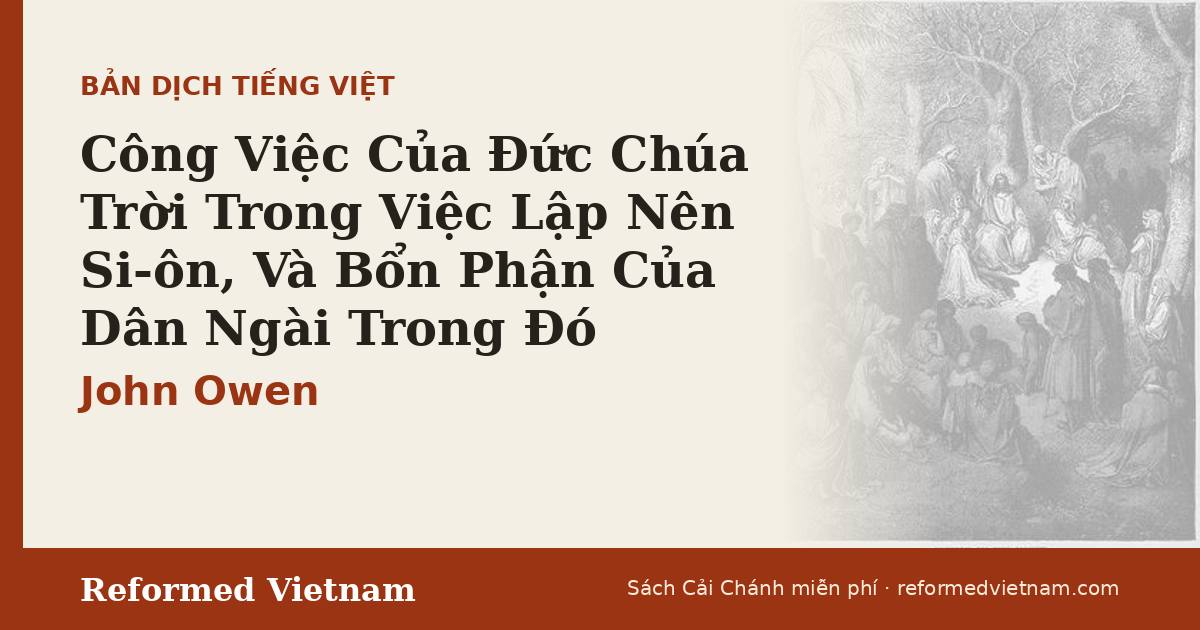 BẢN DỊCH TIẾNG VIỆT
Công Việc Của Đức Chúa
Trời Trong Việc Lập Nên
Si-ôn, Và Bổn Phận Của
Dân Ngài Trong Đó
John Owen
Reformed Vietnam
Sách Cải Chánh miễn phí · reformedvietnam.com